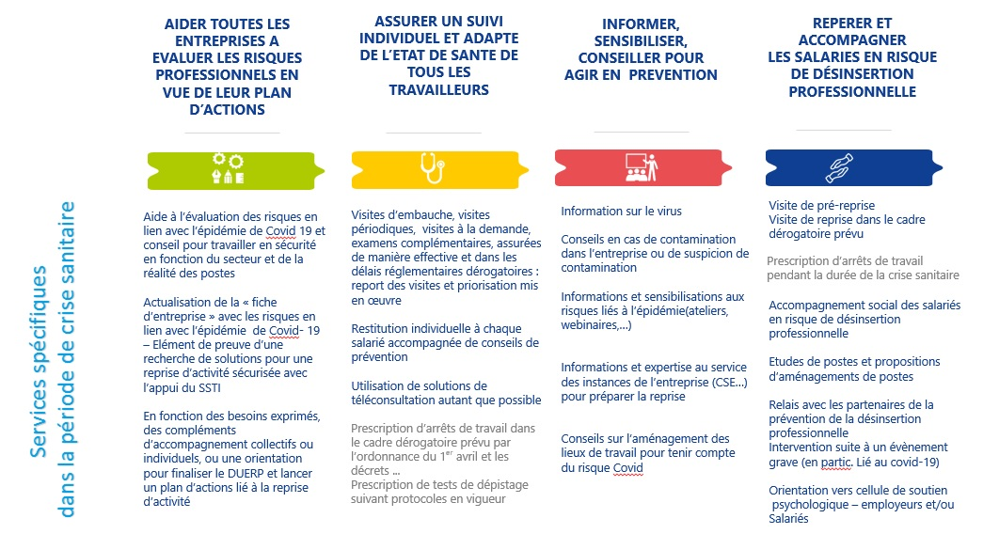 AIDER TOUTES LES
ENTREPRISES A
EVALUER LES RISQUES
PROFESSIONNELS EN
VUE DE LEUR PLAN
D'ACTIONS
ASSURER UN SUIVI
INDIVIDUEL ET ADAPTE
DE L'ETAT DE SANTE DE
TOUS LES
TRAVAILLEURS
INFORMER,
SENSIBILISER,
CONSEILLER POUR
AGIR EN PREVENTION
REPERER ET
ACCOMPAGNER
LES SALARIES EN RISQUE
DE DÉSINSERTION
PROFESSIONNELLE
Services spécifiques
dans la période de crise sanitaire
Aide à l'évaluation des risques en
lien avec l'épidémie de Covid 19 et
conseil pour travailler en sécurité
en fonction du secteur et de la
réalité des postes
Actualisation de la « fiche
d'entreprise » avec les risques en
lien avec l'épidémie de Covid- 19
– Elément de preuve d'une
recherche de solutions pour une
reprise d'activité sécurisée avec
l'appui du SSTI
En fonction des besoins exprimés,
des compléments
d'accompagnement collectifs ou
individuels, ou une orientation
pour finaliser le DUERP et lancer
un plan d'actions lié à la reprise
d'activité
Visites d'embauche, visites
périodiques, visites à la demande,
examens complémentaires, assurées
de manière effective et dans les
délais réglementaires dérogatoires :
report des visites et priorisation mis
en œuvre
Restitution individuelle à chaque
salarié accompagnée de conseils de
prévention
Utilisation de solutions de
téléconsultation autant que possible
Prescription d'arrêts de travail dans
le cadre dérogatoire prévu par
l'ordonnance du 1er avril et les
décrets ...
Prescription de tests de dépistage
suivant protocoles en vigueur
Information sur le virus
Conseils en cas de contamination
dans l'entreprise ou de suspicion de
contamination
Informations et sensibilisations aux
risques liés à l'épidémie(ateliers,
webinaires,...)
Informations et expertise au service
des instances de l'entreprise (CSE...)
pour préparer la reprise
Conseils sur l'aménagement des
lieux de travail pour tenir compte
du risque Covid
Visite de pré-reprise
Visite de reprise dans le cadre
dérogatoire prévu
Prescription d'arrêts de travail
pendant la durée de la crise sanitaire
Accompagnement social des salariés
en risque de désinsertion
professionnelle
Etudes de postes et propositions
d'aménagements de postes
Relais avec les partenaires de la
prévention de la désinsertion
professionnelle
Intervention suite à un évènement
grave (en partic. Lié au covid-19)
Orientation vers cellule de soutien
psychologique – employeurs et/ou
Salariés